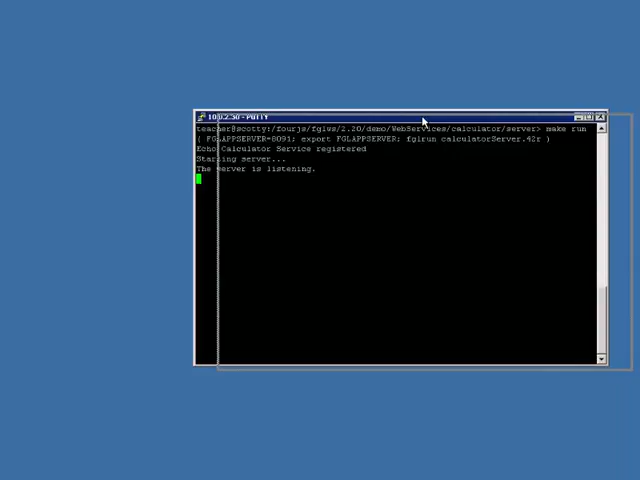 10.0.2.30 - PuTTY
teacher@scotty:/fourjs/fglws/2.20/demo/WebServices/calculator/server> make run
( FGLAPPSERVER=8091; export FGLAPPSERVER; fglrun calculatorServer.42r )
Echo Calculator Service registered
Starting server...
The server is listening.